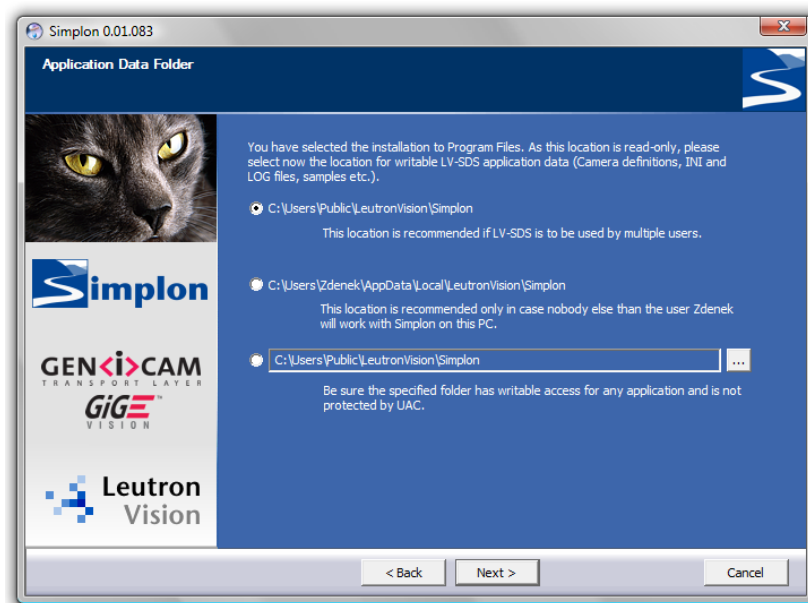 Simplon 0.01.083
Application Data Folder
You have selected the installation to Program Files. As this location is read-only, please
select now the location for writable LV-SDS application data (Camera definitions, INI and
LOG files, samples etc.).
C:\Users\Public\LeutronVision\Simplon
This location is recommended if LV-SDS is to be used by multiple users.
Simplon
C:\Users\Zdenek\AppData\Local\LeutronVision\Simplon
This location is recommended only in case nobody else than the user Zdenek
will work with Simplon on this PC.
GEN<i>CAM
TRANSPORT LAYER
GiGE™
VISION
C:\Users\Public\LeutronVision\Simplon
...
Be sure the specified folder has writable access for any application and is not
protected by UAC.
Leutron
Vision
< Back
Next >
Cancel